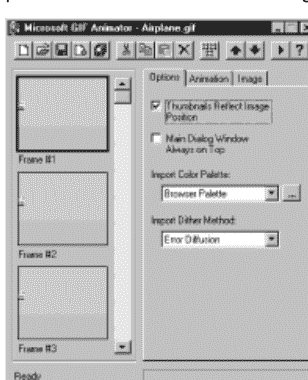 Microsoft GIF Animator - Airplane.gif
Options
Animation
Image
Thumbnails Reflect Image
Position
Main Dialog Window
Always on Top
Import Color Palette:
Browser Palette
...
Import Dither Method:
Error Diffusion
Frame #1
Frame #2
Frame #3
Ready